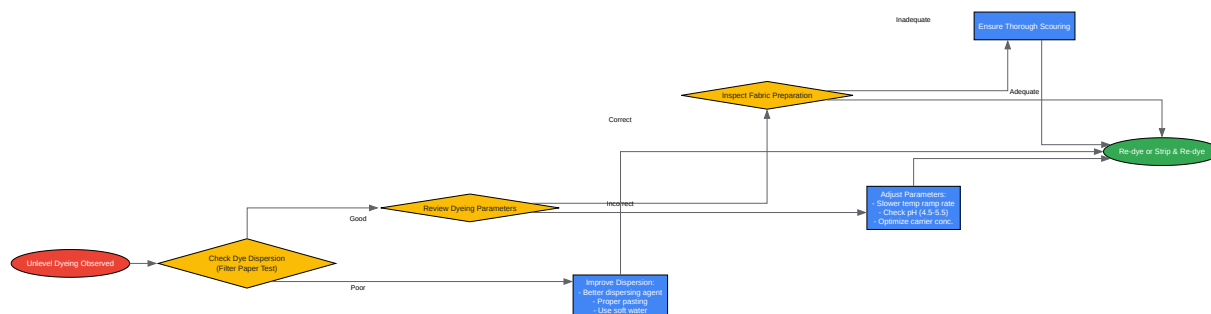 Inadequate
Ensure Thorough Scouring
Inspect Fabric Preparation
Adequate
Correct
Re-dye or Strip & Re-dye
Adjust Parameters:
- Slower temp ramp rate
- Check pH (4.5-5.5)
- Optimize carrier conc.
Incorrect
Review Dyeing Parameters
Good
Unlevel Dyeing Observed
Check Dye Dispersion
(Filter Paper Test)
Poor
Improve Dispersion:
- Better dispersing agent
- Proper pasting
- Use soft water